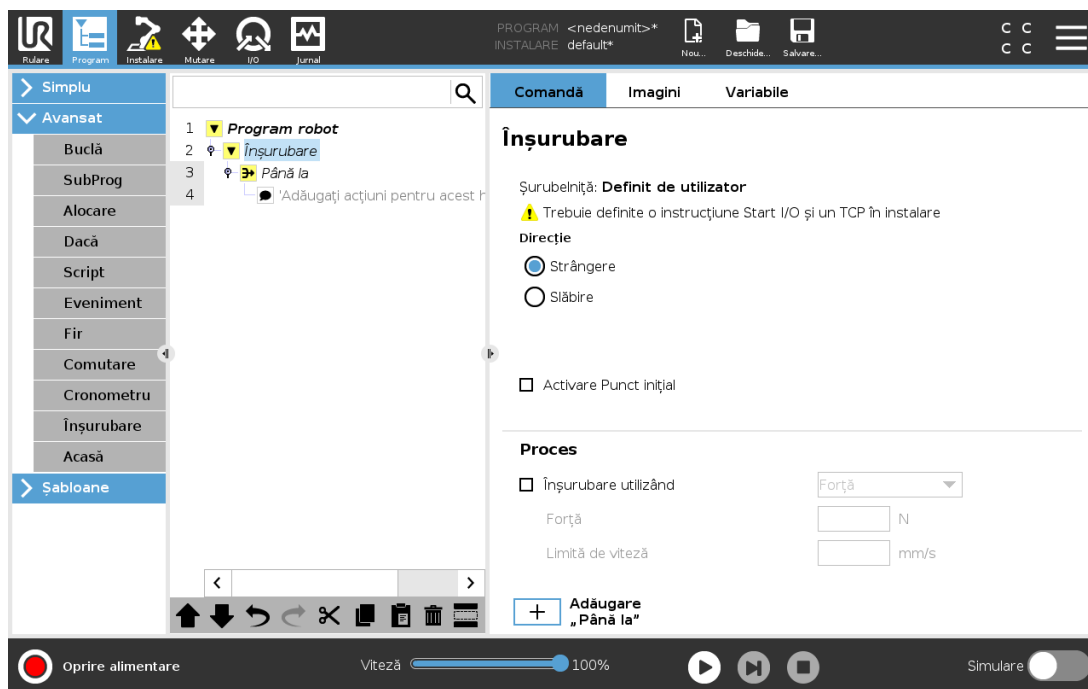 PROGRAM <nedenumit>*
INSTALARE default*
Rulare
Program
Instalare
Mutare
I/O
Jurnal
Nou...
Deschide...
Salvare...
C C
C C
Simplu
Avansat
Buclă
SubProg
Alocare
Dacă
Script
Eveniment
Fir
Comutare
Cronometru
Înșurubare
Acasă
Șabloane
1 Program robot
2 Înșurubare
3 Până la
4 'Adăugați acțiuni pentru acest h
Comandă
Imagini
Variabile
Înșurubare
Șurubelniță: Definit de utilizator
Trebuie definite o instrucțiune Start I/O și un TCP în instalare
Direcție
Strângere
Slăbire
Activare Punct inițial
Proces
Înșurubare utilizând
Forță
Forță
N
Limită de viteză
mm/s
+ Adăugare
„Până la”
Oprire alimentare
Viteză
100%
Simulare